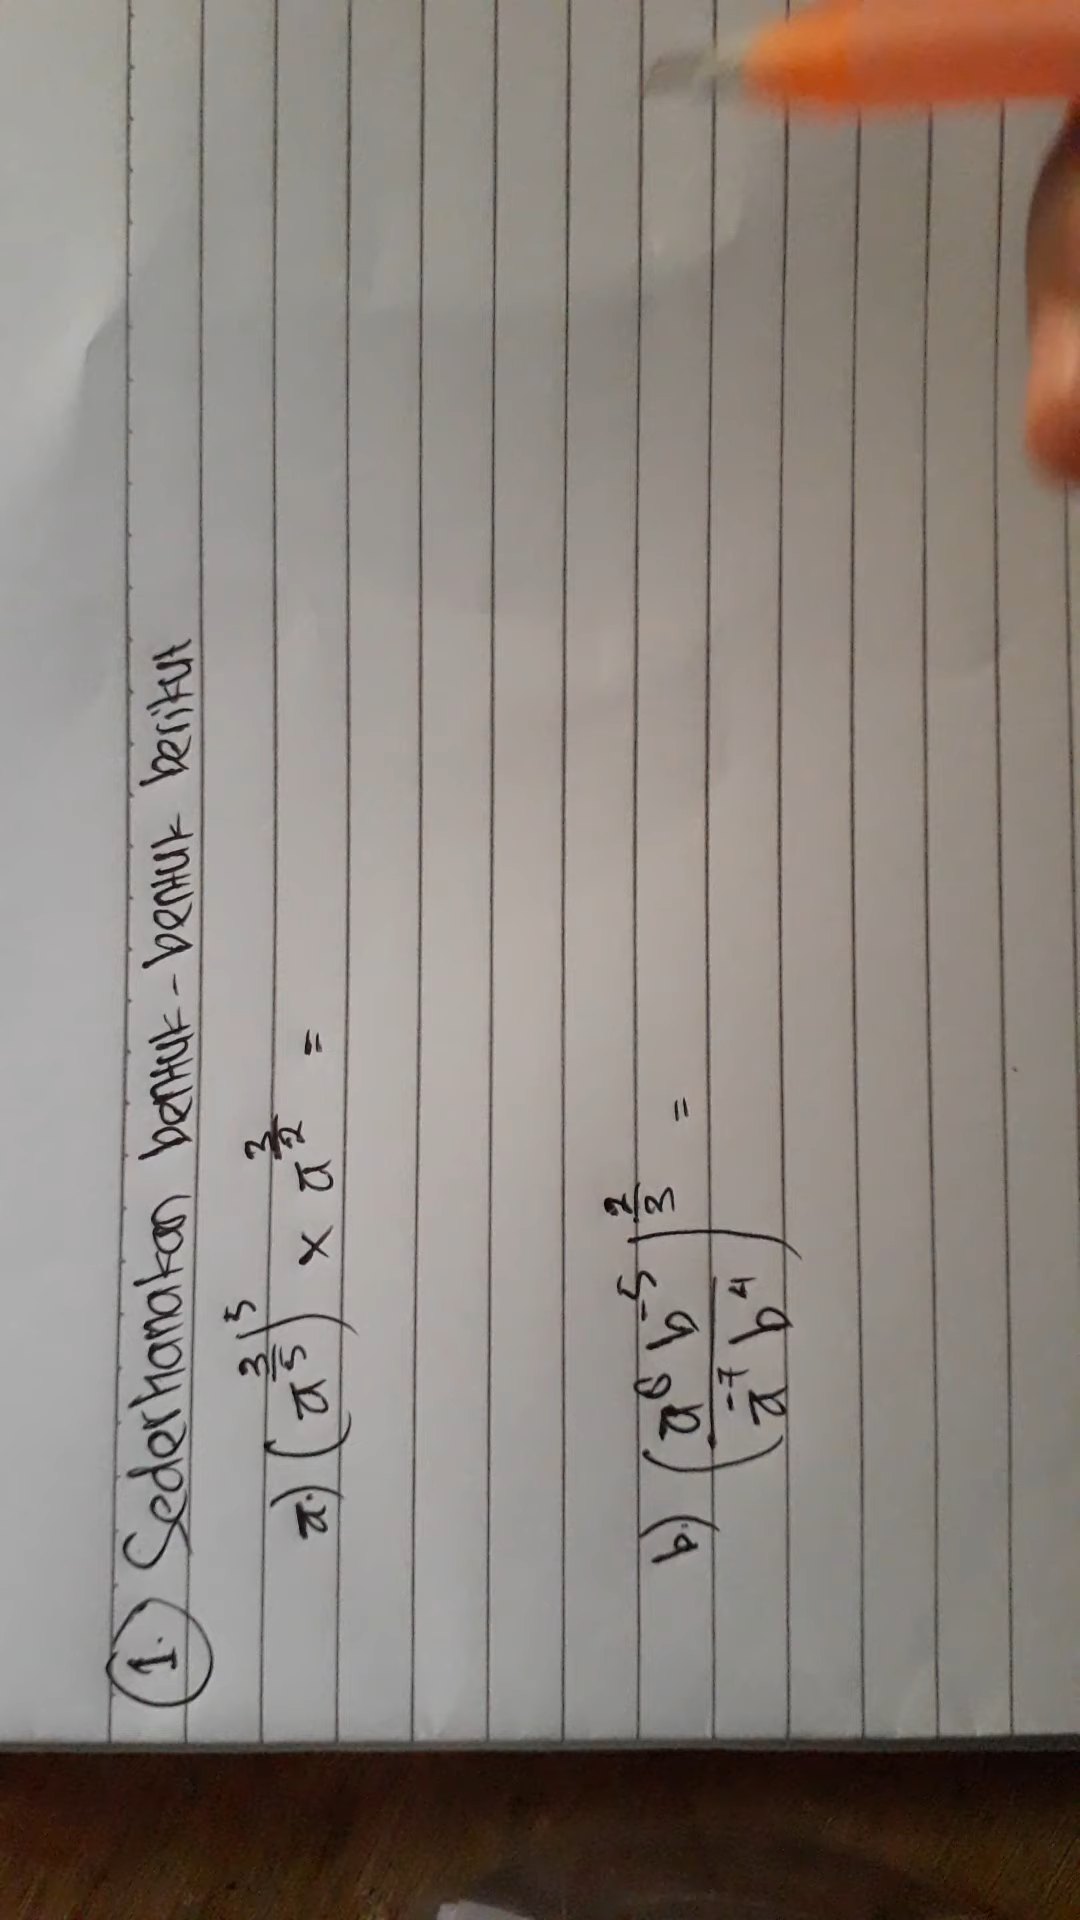 1. Sederhanakan bentuk-bentuk berikut
a.) (a^(3/5))^5 × a^(3/2) =
b.) ((a^6 b^-5)/(a^-7 b^4))^(2/3) =